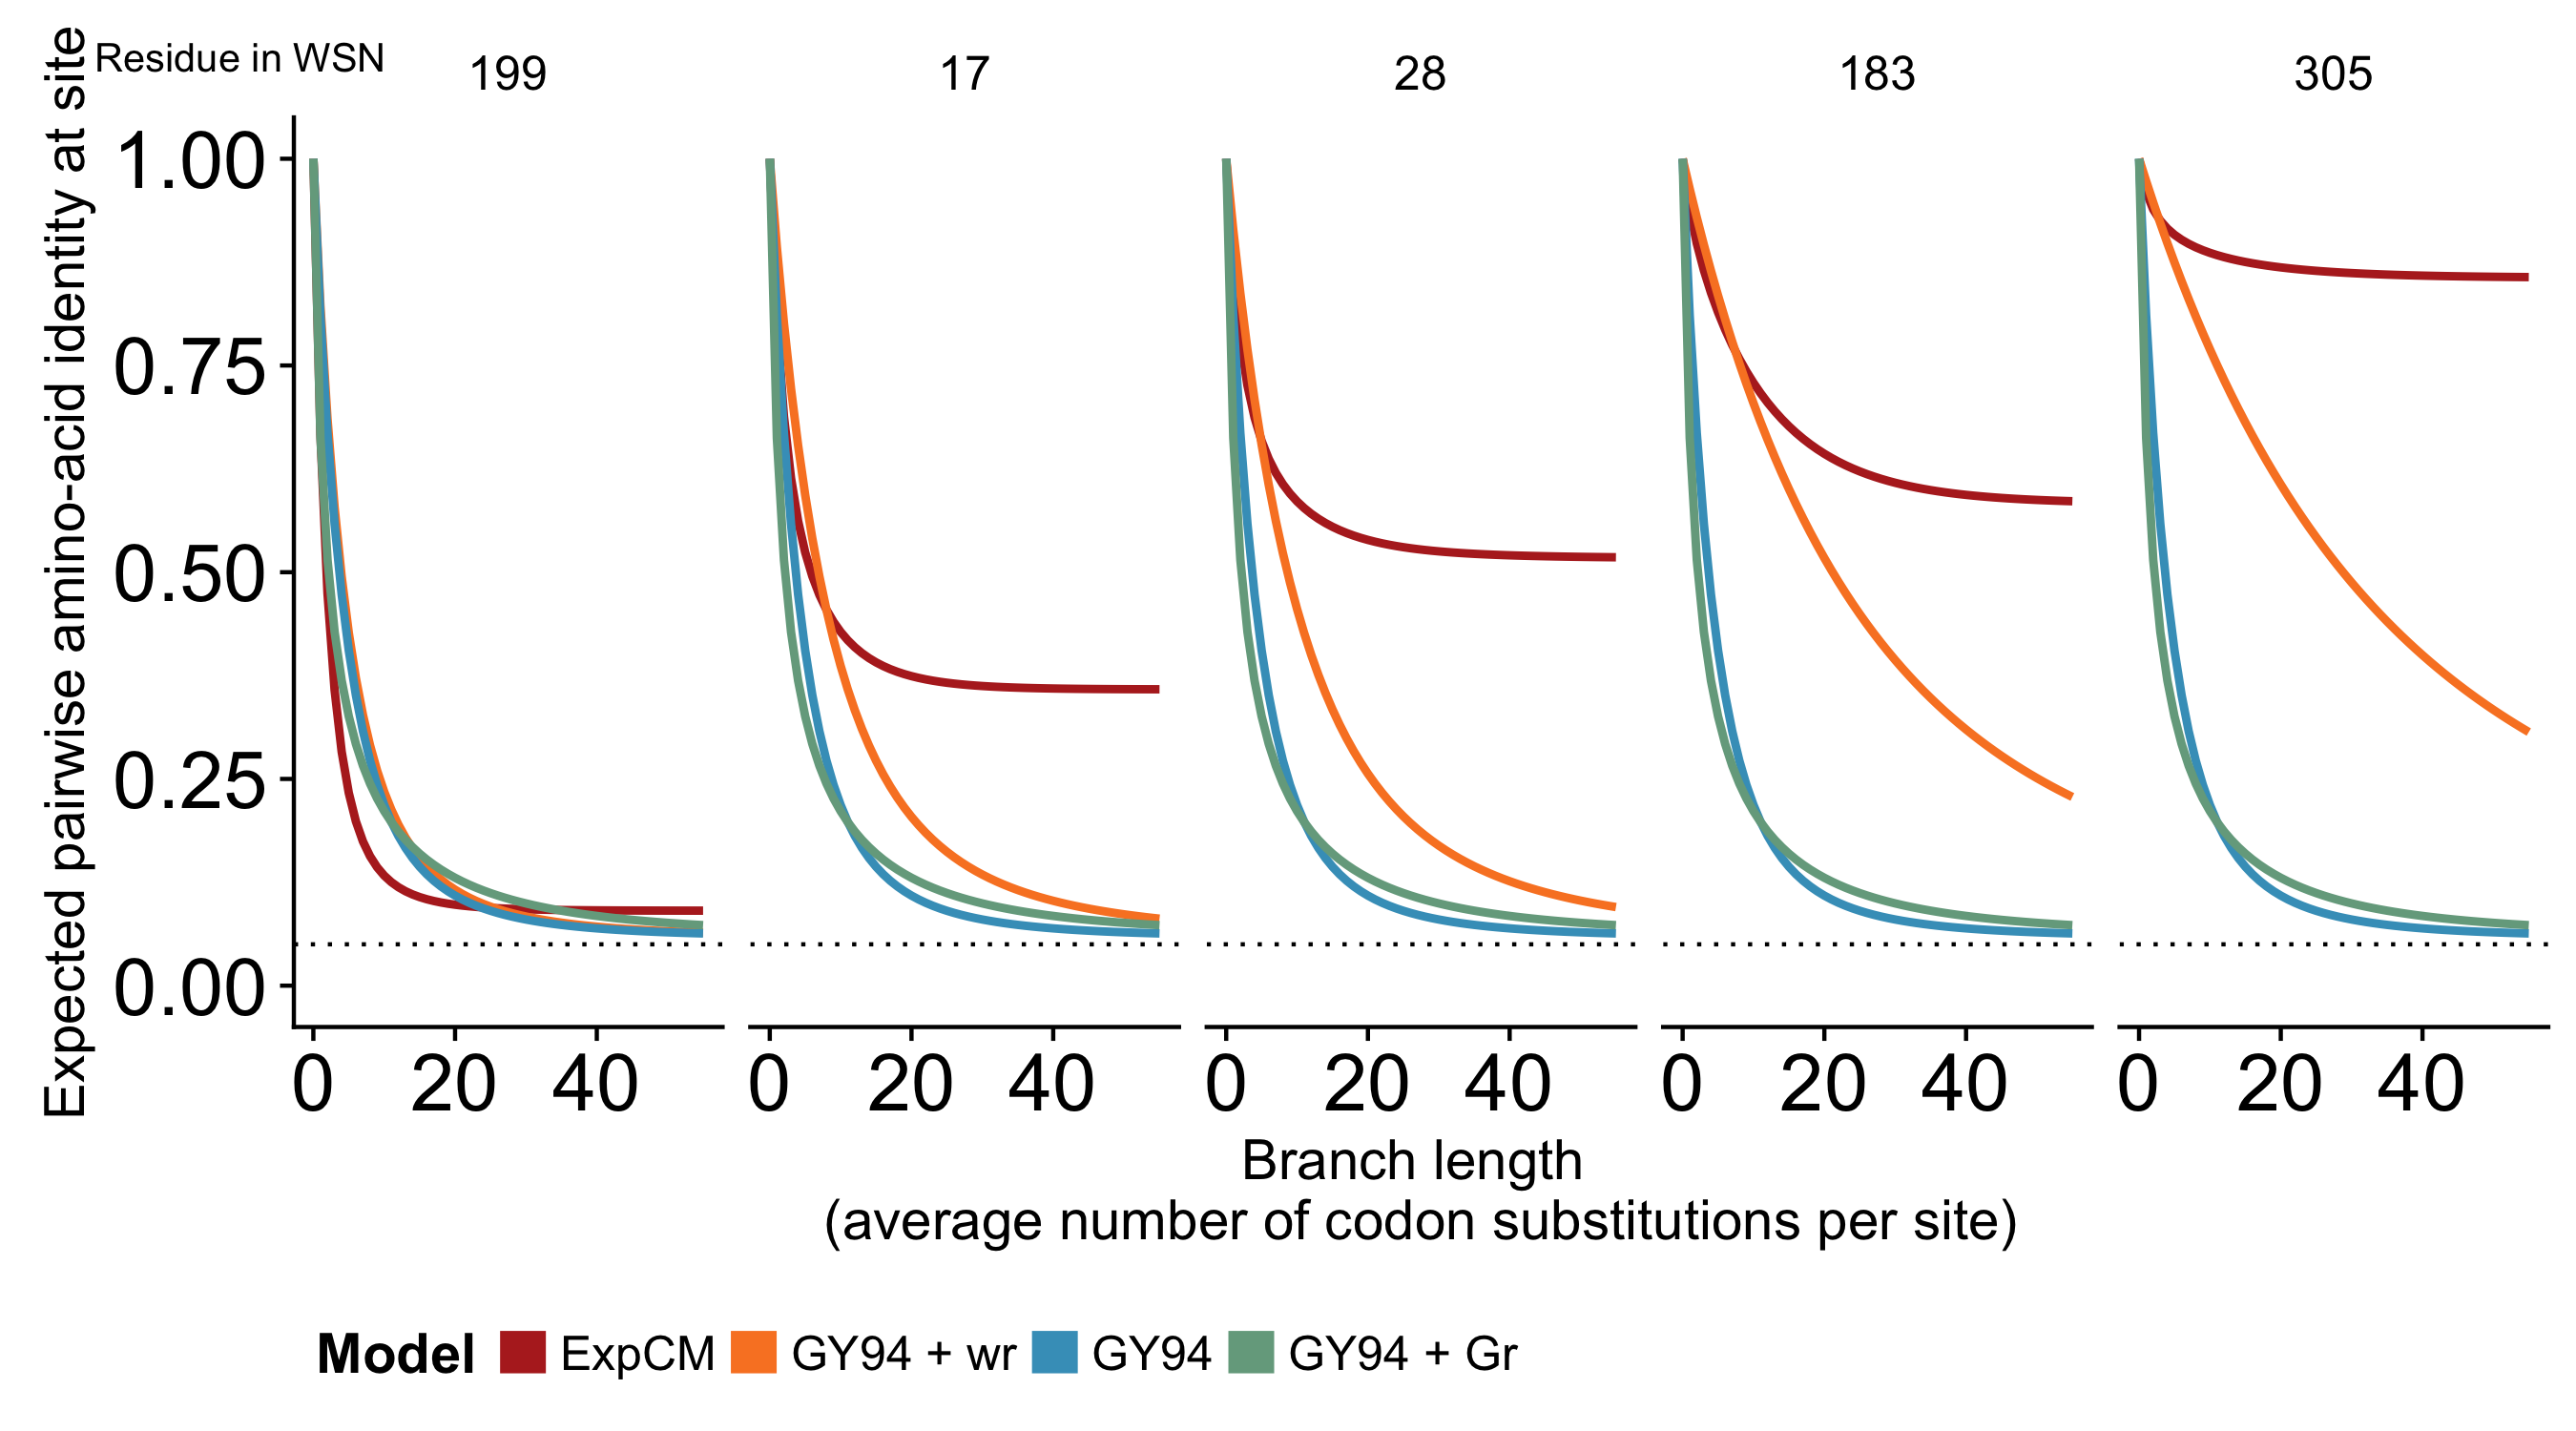 Expected pairwise amino-acid identity at site
Residue in WSN
199
17
28
183
305
1.00
0.75
0.50
0.25
0.00
0 20 40
0 20 40
0 20 40
0 20 40
0 20 40
Branch length
(average number of codon substitutions per site)
Model ExpCM GY94 + wr GY94 GY94 + Gr